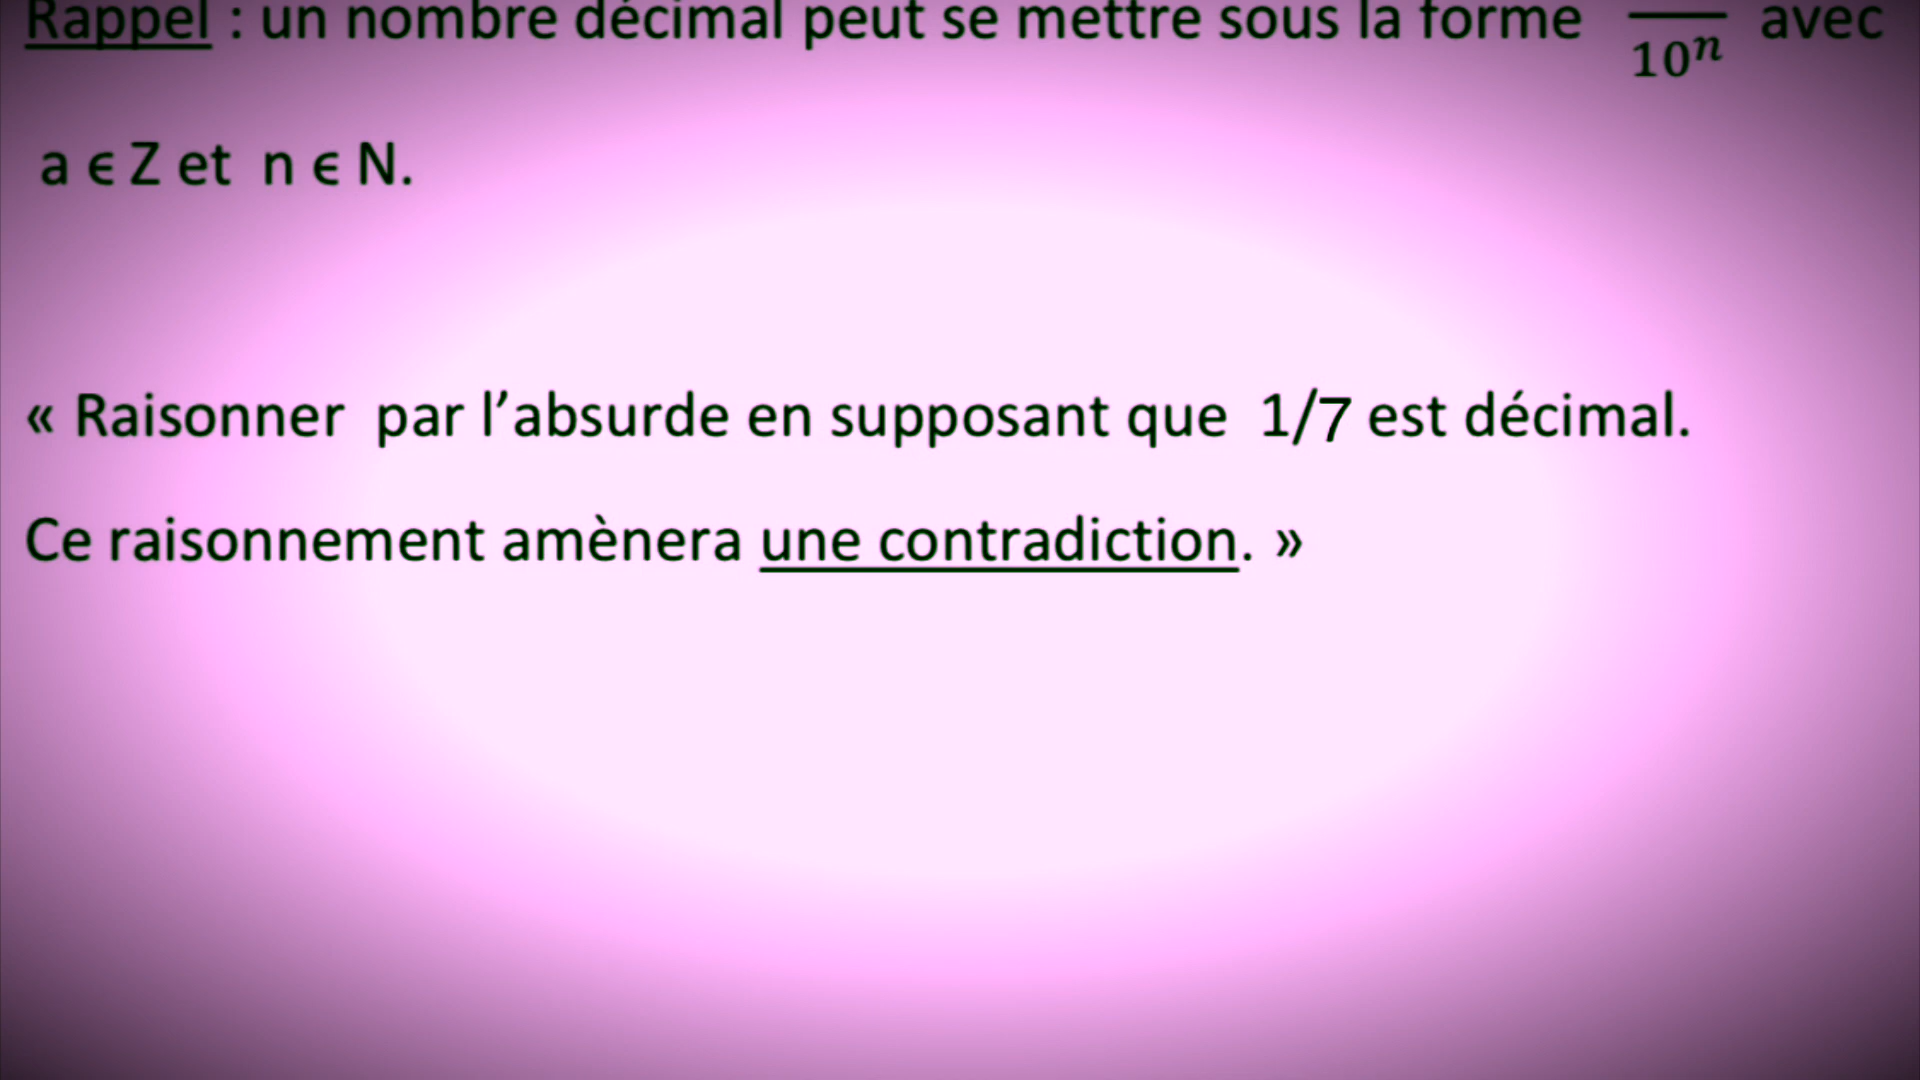 Rappel : un nombre décimal peut se mettre sous la forme ―/10ⁿ avec
a ϵ Z et n ϵ N.
« Raisonner par l’absurde en supposant que 1/7 est décimal.
Ce raisonnement amènera une contradiction. »